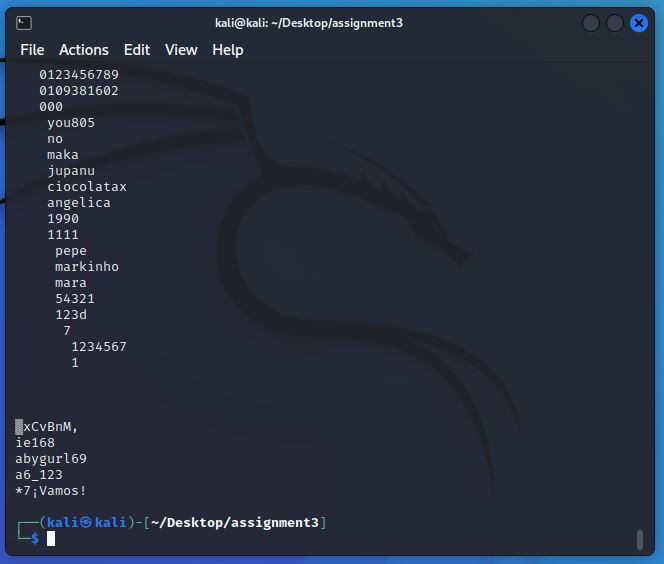 kali@kali: ~/Desktop/assignment3
File Actions Edit View Help
0123456789
0109381602
000
you805
no
maka
jupanu
ciocolatax
angelica
1990
1111
pepe
markinho
mara
54321
123d
7
1234567
1
xCvBnM,
ie168
abygurl69
a6_123
*7¡Vamos!
┌──(kali㉿kali)-[~/Desktop/assignment3]
└─$